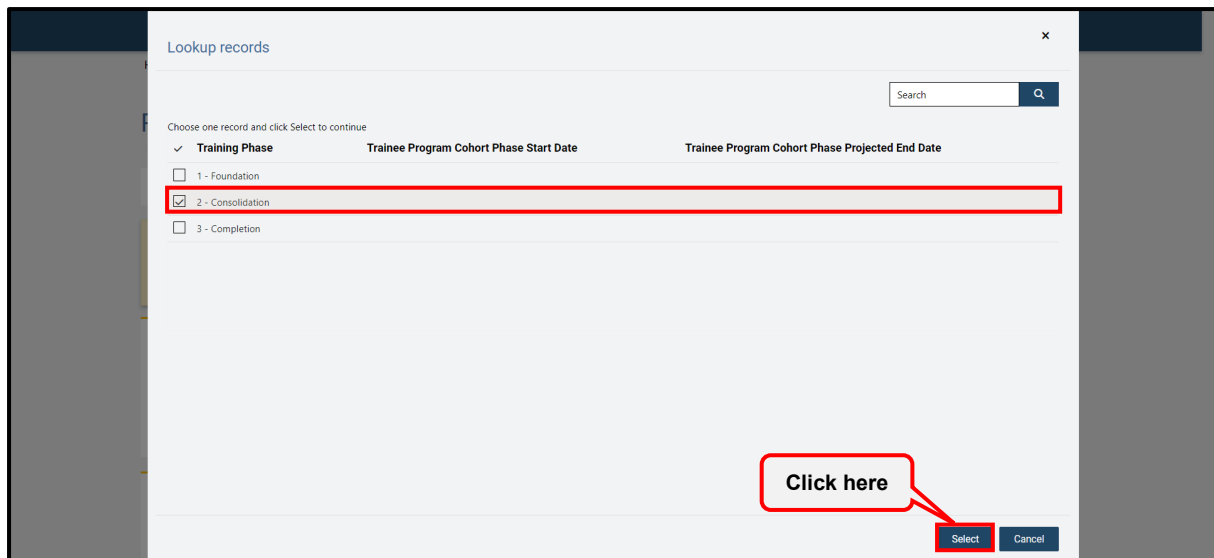 Lookup records
×
Search
Choose one record and click Select to continue
Training Phase Trainee Program Cohort Phase Start Date Trainee Program Cohort Phase Projected End Date
1 - Foundation
2 - Consolidation
3 - Completion
Click here
Select Cancel